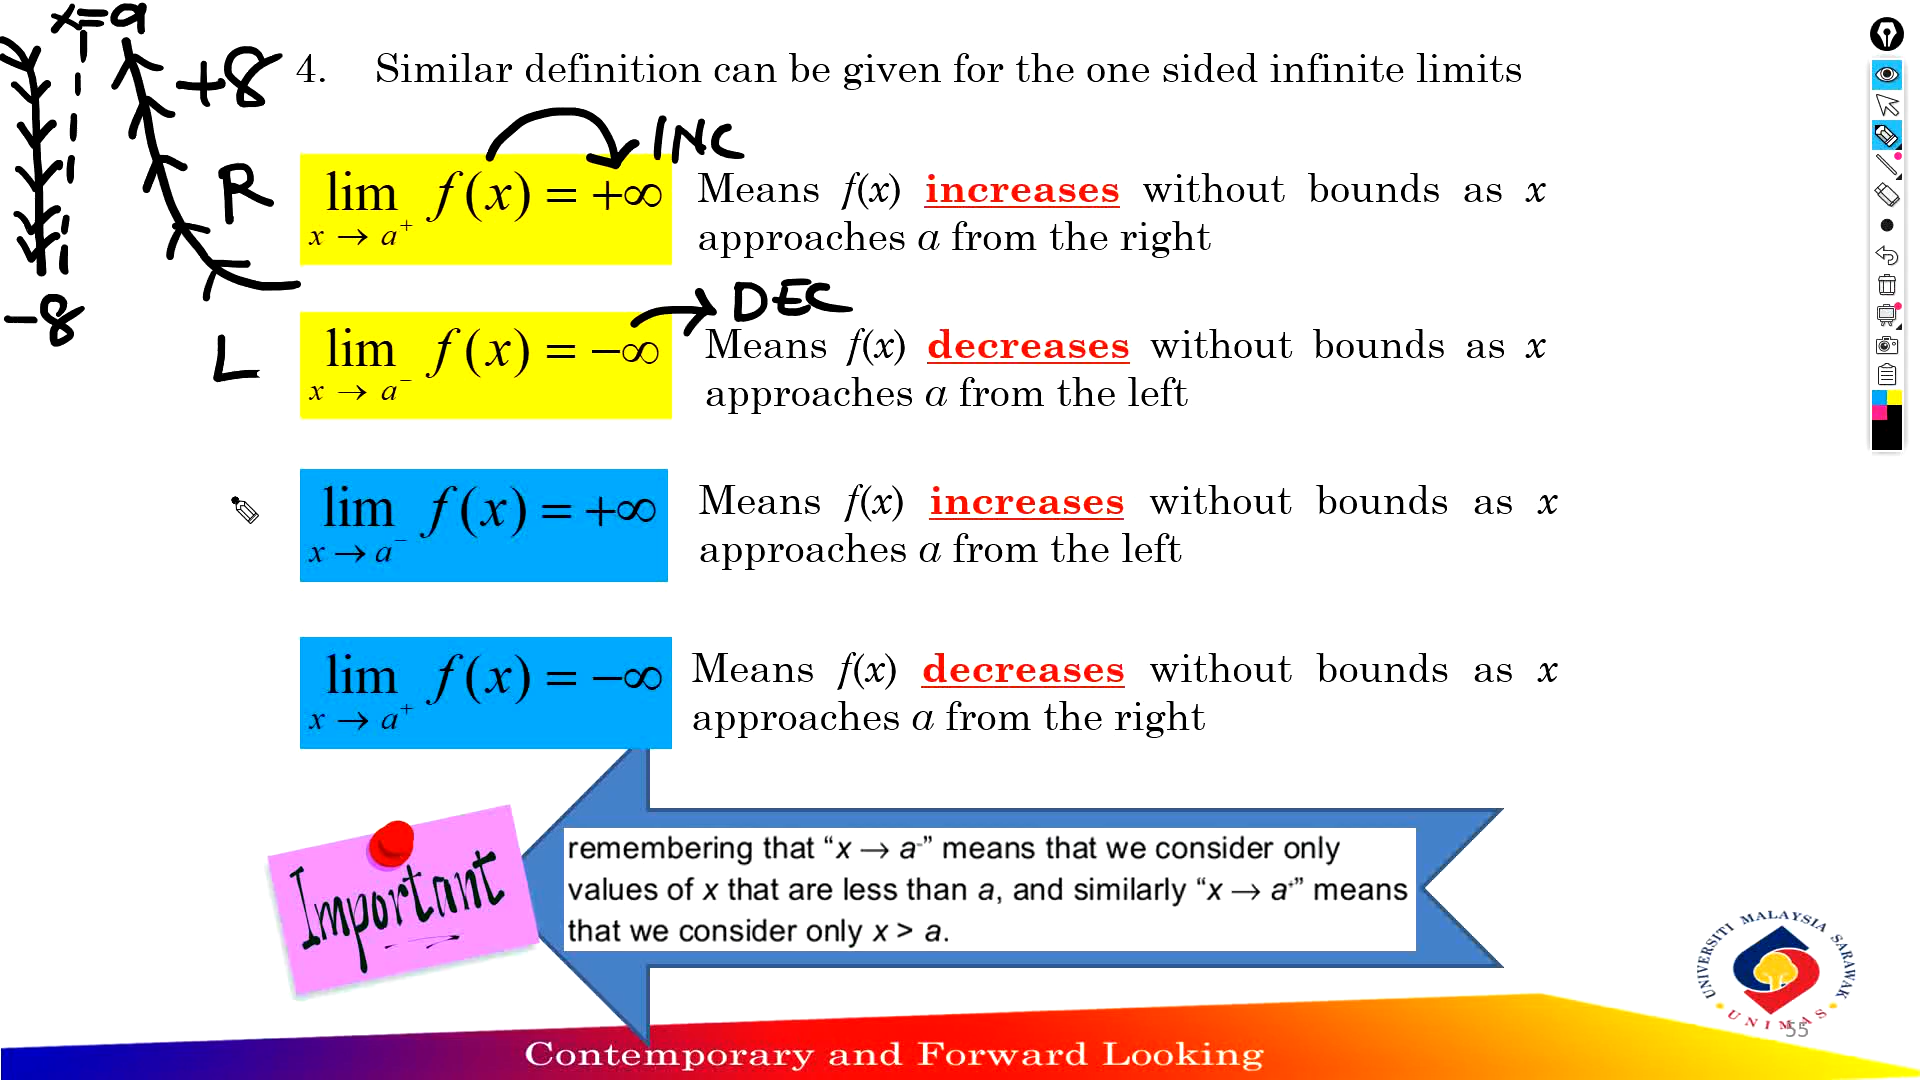 x=a
+8
4. Similar definition can be given for the one sided infinite limits
INC
R
lim f(x) = +∞
x → a⁺
Means f(x) increases without bounds as x
approaches a from the right
-8
DEC
L
lim f(x) = −∞
x → a⁻
Means f(x) decreases without bounds as x
approaches a from the left
lim f(x) = +∞
x → a⁻
Means f(x) increases without bounds as x
approaches a from the left
lim f(x) = −∞
x → a⁺
Means f(x) decreases without bounds as x
approaches a from the right
Important
remembering that “x → a⁻” means that we consider only
values of x that are less than a, and similarly “x → a⁺” means
that we consider only x > a.
UNIVERSITI MALAYSIA SARAWAK
UNIMAS
55
Contemporary and Forward Looking